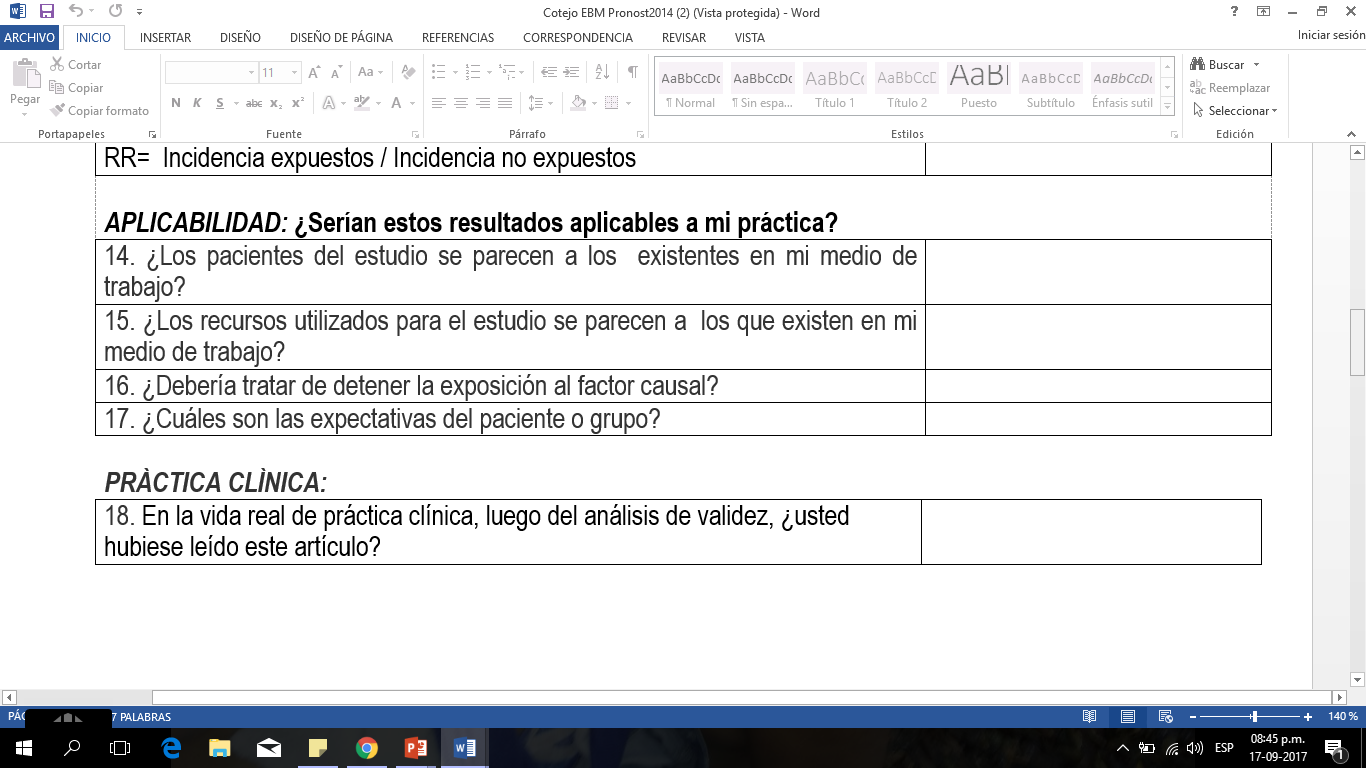 Cotejo EBM Pronost2014 (2) (Vista protegida) - Word
ARCHIVO INICIO INSERTAR DISEÑO DISEÑO DE PÁGINA REFERENCIAS CORRESPONDENCIA REVISAR VISTA Iniciar sesión
Pegar
Cortar
Copiar
Copiar formato
Portapapeles
11
N K S abc x₂ x²
Fuente
Párrafo
AaBbCcDc AaBbCcDc AaBbCc AaBbCcD AaBl AaBbCcD AaBbCcDc
¶ Normal ¶ Sin espa... Título 1 Título 2 Puesto Subtítulo Énfasis sutil
Estilos
Buscar
Reemplazar
Seleccionar
Edición
RR= Incidencia expuestos / Incidencia no expuestos
APLICABILIDAD: ¿Serían estos resultados aplicables a mi práctica?
14. ¿Los pacientes del estudio se parecen a los existentes en mi medio de
trabajo?
15. ¿Los recursos utilizados para el estudio se parecen a los que existen en mi
medio de trabajo?
16. ¿Debería tratar de detener la exposición al factor causal?
17. ¿Cuáles son las expectativas del paciente o grupo?
PRÀCTICA CLÌNICA:
18. En la vida real de práctica clínica, luego del análisis de validez, ¿usted
hubiese leído este artículo?
7 PALABRAS
140 %
ESP
08:45 p.m.
17-09-2017
1